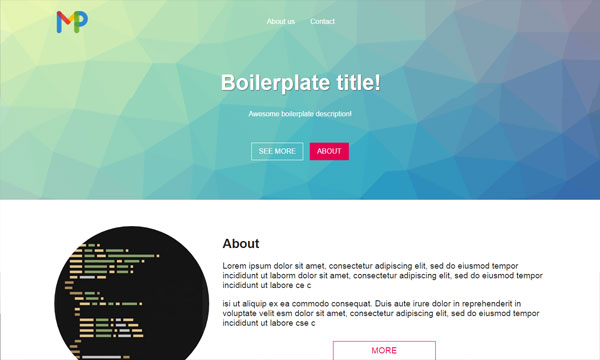 MP
About us Contact
Boilerplate title!
Awesome boilerplate description!
SEE MORE ABOUT
About
Lorem ipsum dolor sit amet, consectetur adipiscing elit, sed do eiusmod tempor
incididunt ut laborm dolor sit amet, consectetur adipiscing elit, sed do eiusmod tempor
incididunt ut labore ce c
isi ut aliquip ex ea commodo consequat. Duis aute irure dolor in reprehenderit in
voluptate velit esm dolor sit amet, consectetur adipiscing elit, sed do eiusmod tempor
incididunt ut labore cse c
MORE